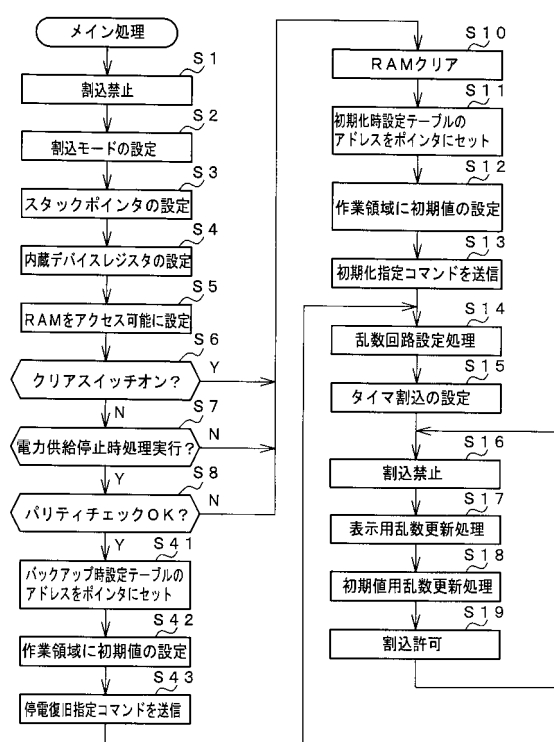 メイン処理
S1
割込禁止
S2
割込モードの設定
S3
スタックポインタの設定
S4
内蔵デバイスレジスタの設定
S5
RAMをアクセス可能に設定
S6
クリアスイッチオン?
Y
N
S7
電力供給停止時処理実行?
N
Y
S8
パリティチェックOK?
N
Y
S41
バックアップ時設定テーブルの
アドレスをポインタにセット
S42
作業領域に初期値の設定
S43
停電復旧指定コマンドを送信
S10
RAMクリア
S11
初期化時設定テーブルの
アドレスをポインタにセット
S12
作業領域に初期値の設定
S13
初期化指定コマンドを送信
S14
乱数回路設定処理
S15
タイマ割込の設定
S16
割込禁止
S17
表示用乱数更新処理
S18
初期値用乱数更新処理
S19
割込許可